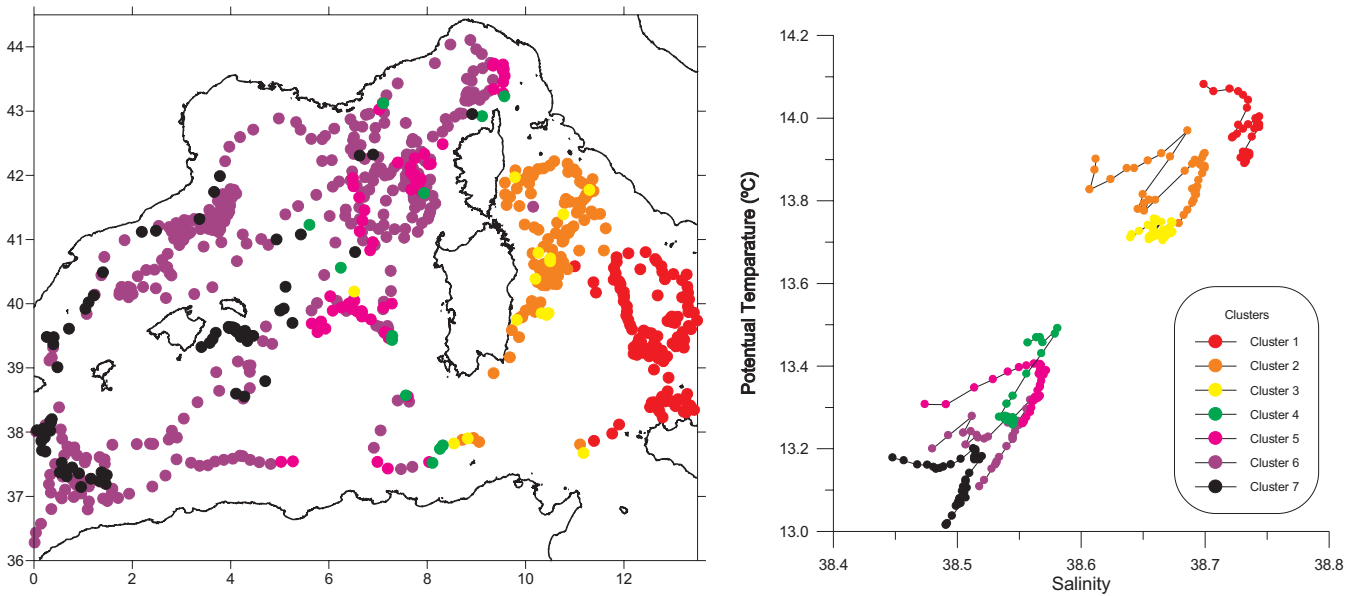 44
43
42
41
40
39
38
37
36
0 2 4 6 8 10 12
14.2
14.0
13.8
13.6
13.4
13.2
13.0
Potentual Temparature (ºC)
38.4 38.5 38.6 38.7 38.8
Salinity
Clusters
Cluster 1
Cluster 2
Cluster 3
Cluster 4
Cluster 5
Cluster 6
Cluster 7